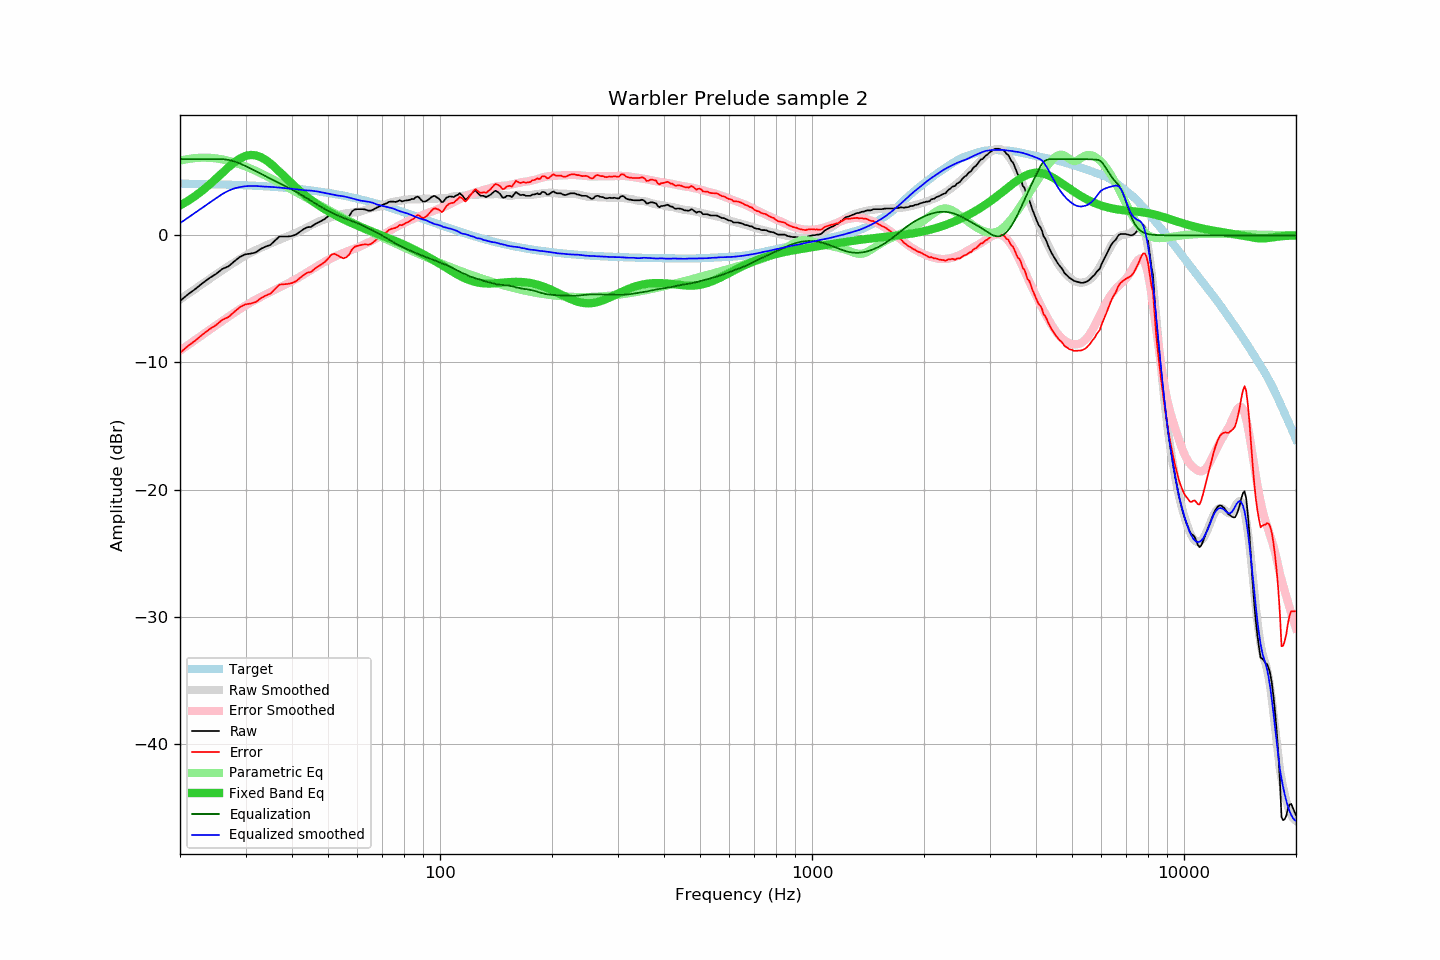 Warbler Prelude sample 2
Amplitude (dBr)
0
−10
−20
−30
−40
Target
Raw Smoothed
Error Smoothed
Raw
Error
Parametric Eq
Fixed Band Eq
Equalization
Equalized smoothed
100
1000
10000
Frequency (Hz)